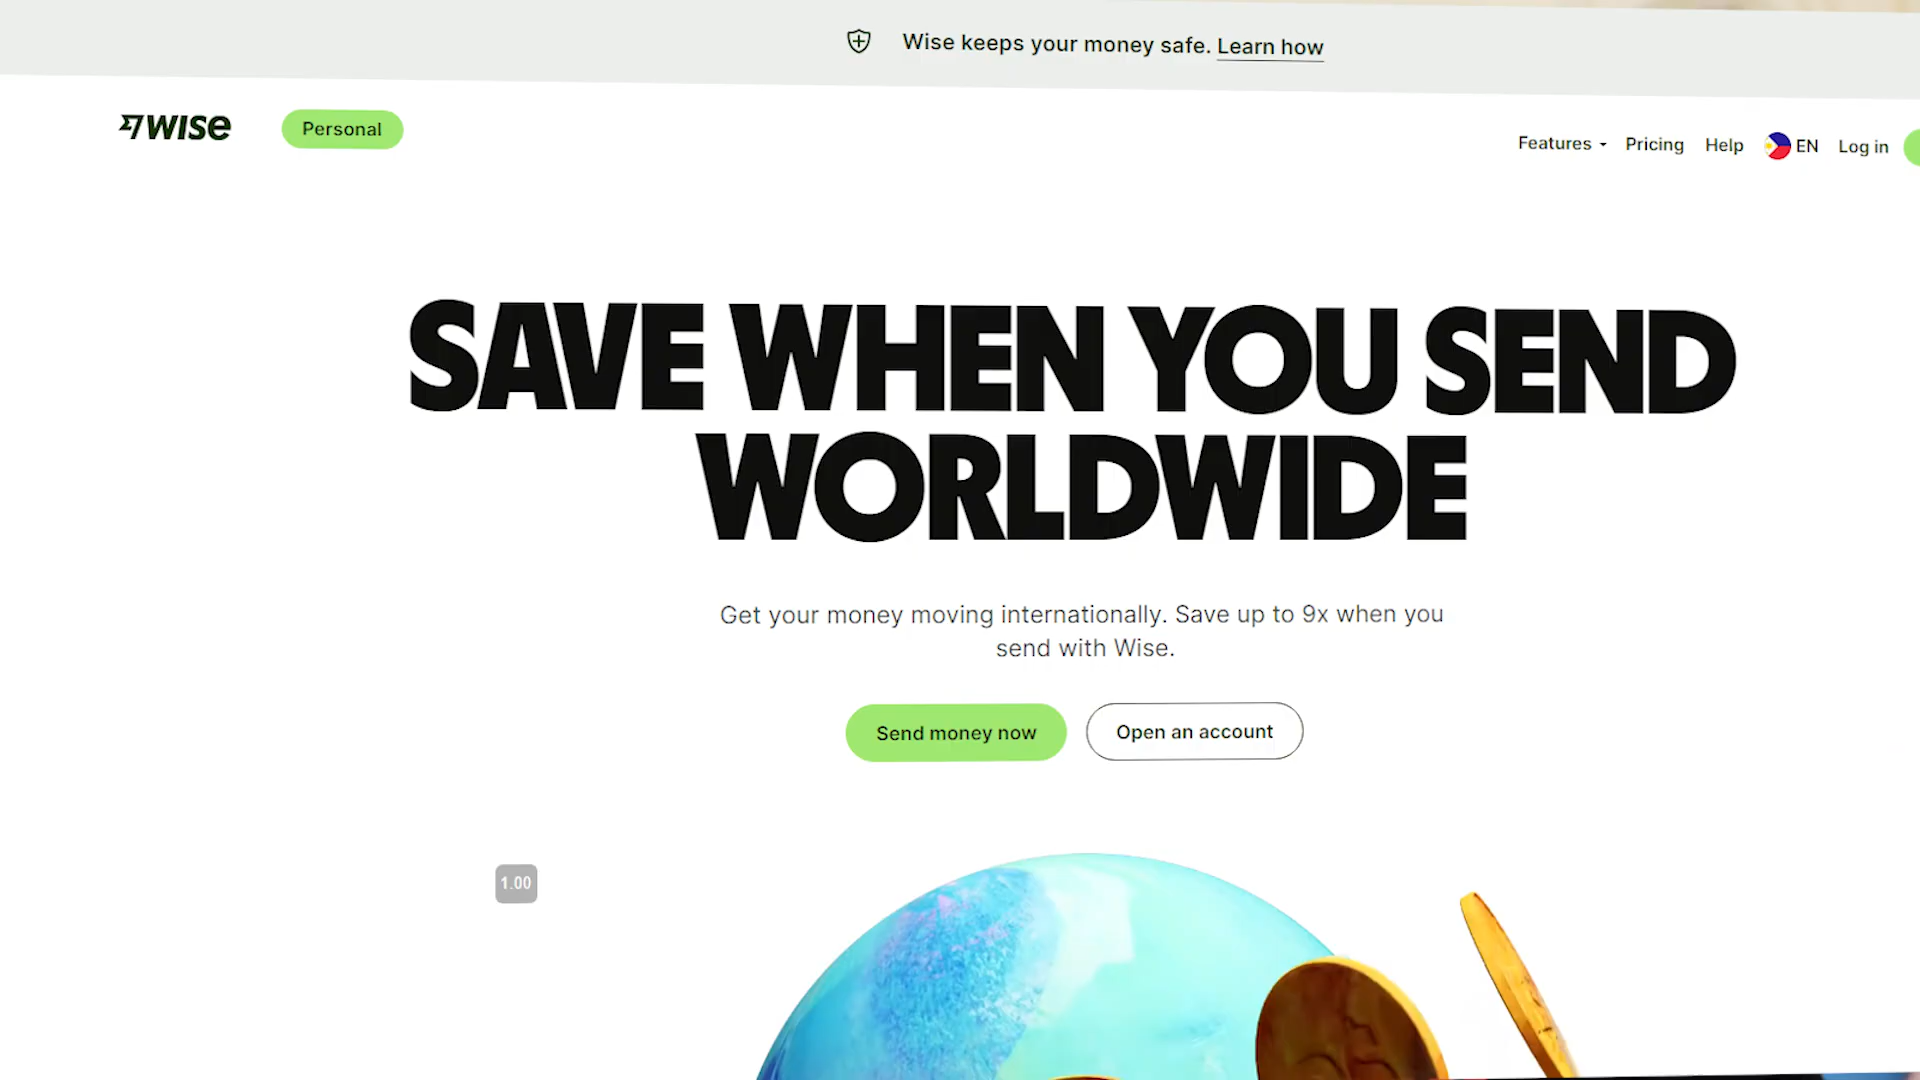 Wise keeps your money safe. Learn how
WISE
Personal
Features
Pricing
Help
EN
Log in
SAVE WHEN YOU SEND
WORLDWIDE
Get your money moving internationally. Save up to 9x when you
send with Wise.
Send money now
Open an account
1.00